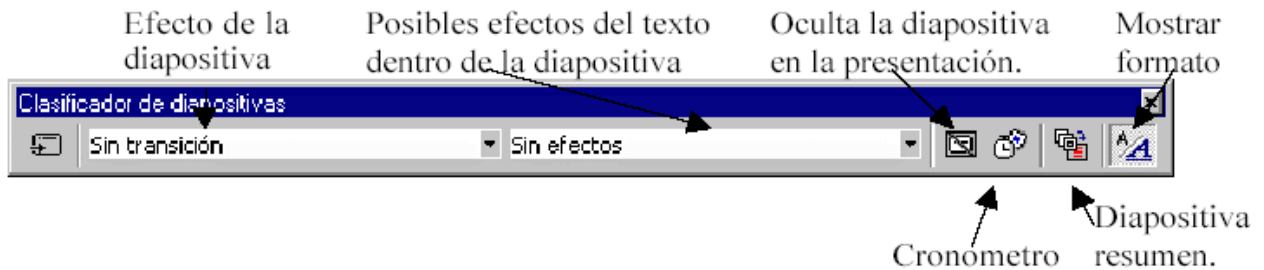 Efecto de la
diapositiva
Posibles efectos del texto
dentro de la diapositiva
Oculta la diapositiva
en la presentación.
Mostrar
formato
Clasificador de diapositivas
Sin transición
Sin efectos
Cronómetro
Diapositiva
resumen.